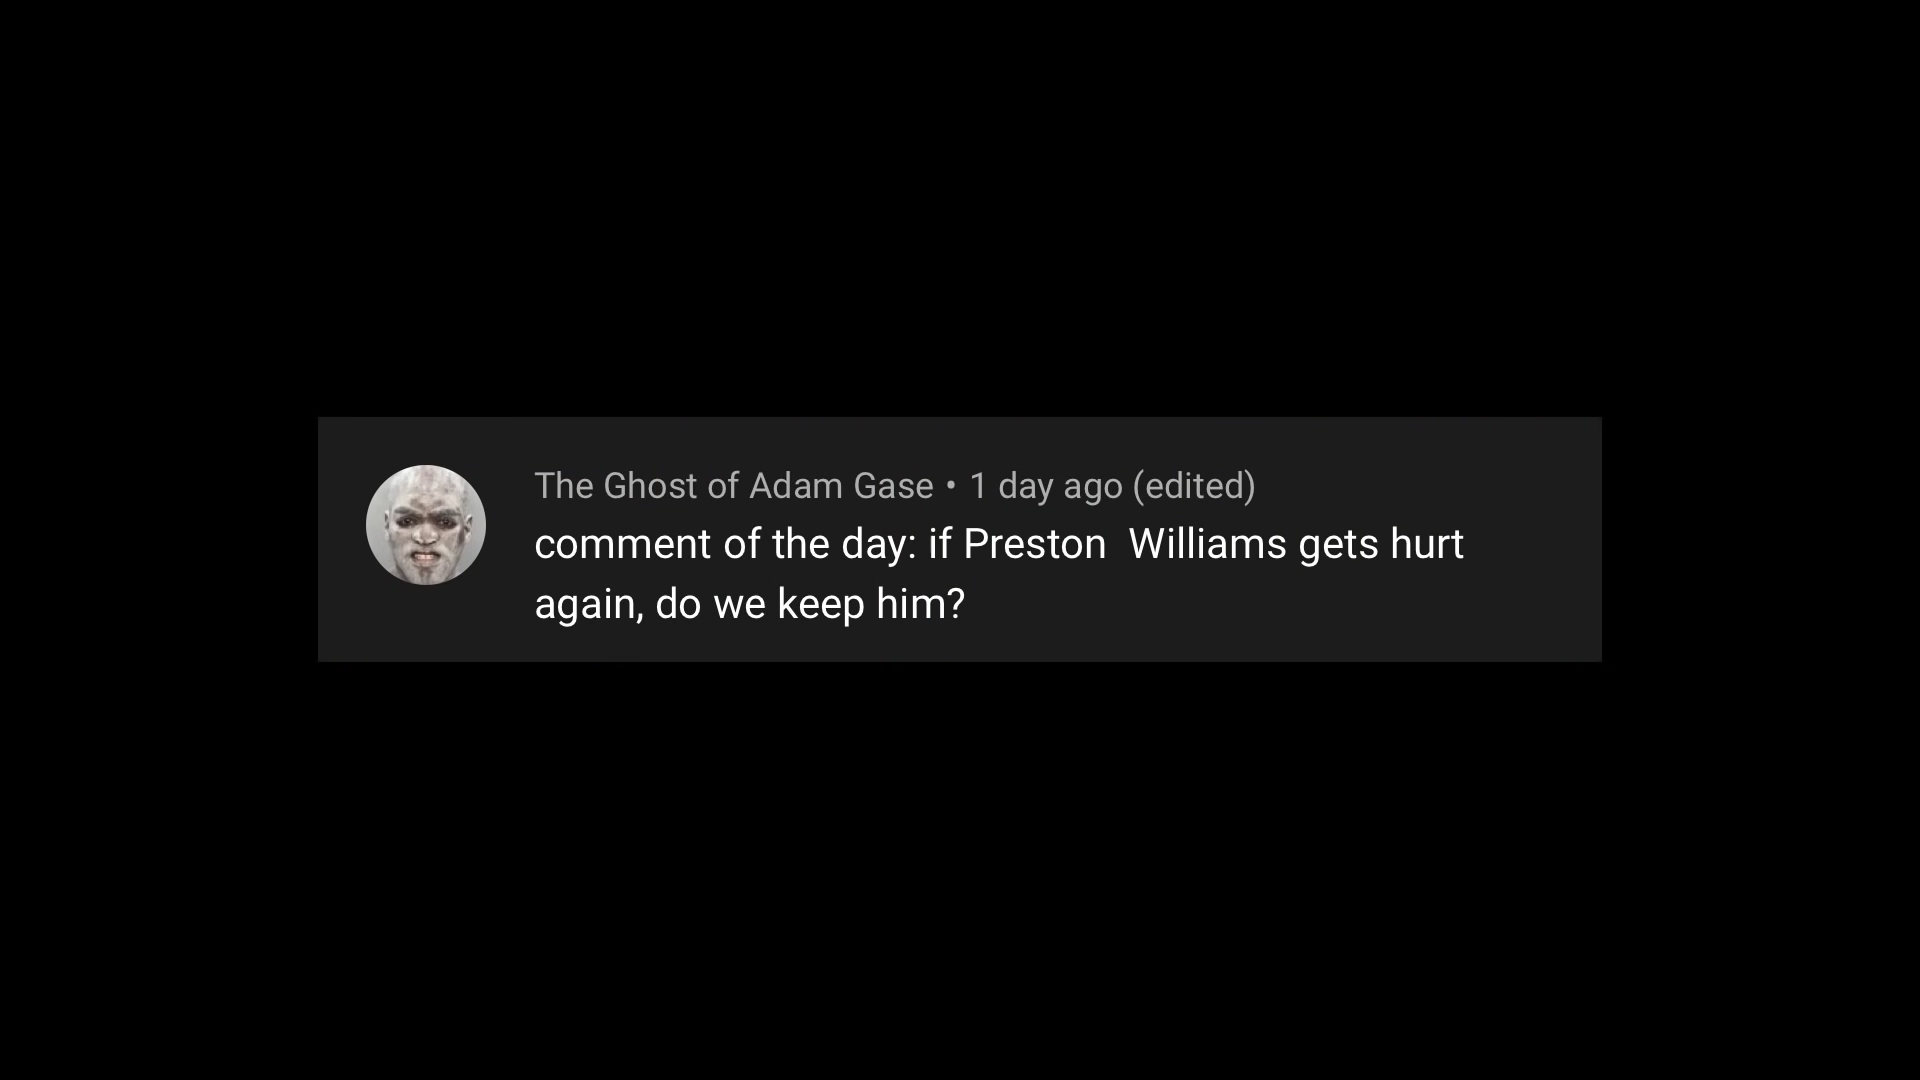 The Ghost of Adam Gase • 1 day ago (edited)
comment of the day: if Preston  Williams gets hurt
again, do we keep him?